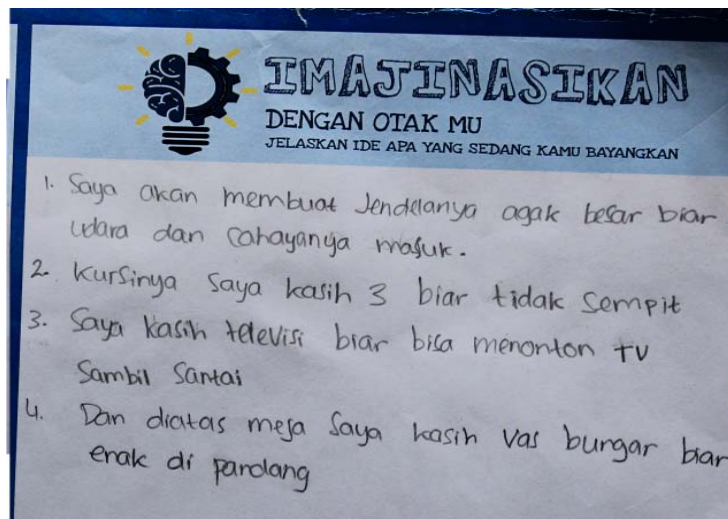 IMAJINASIKAN
DENGAN OTAK MU
JELASKAN IDE APA YANG SEDANG KAMU BAYANGKAN
1. Saya akan membuat Jendelanya agak besar biar
udara dan cahayanya masuk.
2. Kursinya Saya kasih 3 biar tidak Sempit
3. Saya kasih televisi biar bisa menonton TV
Sambil Santai
4. Dan diatas meja Saya kasih Vas bungar biar
enak di pandang